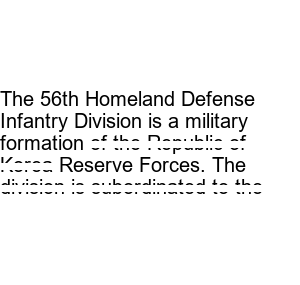 The 56th Homeland Defense
Infantry Division is a military
formation of the Republic of
Korea Reserve Forces. The
division is subordinated to the